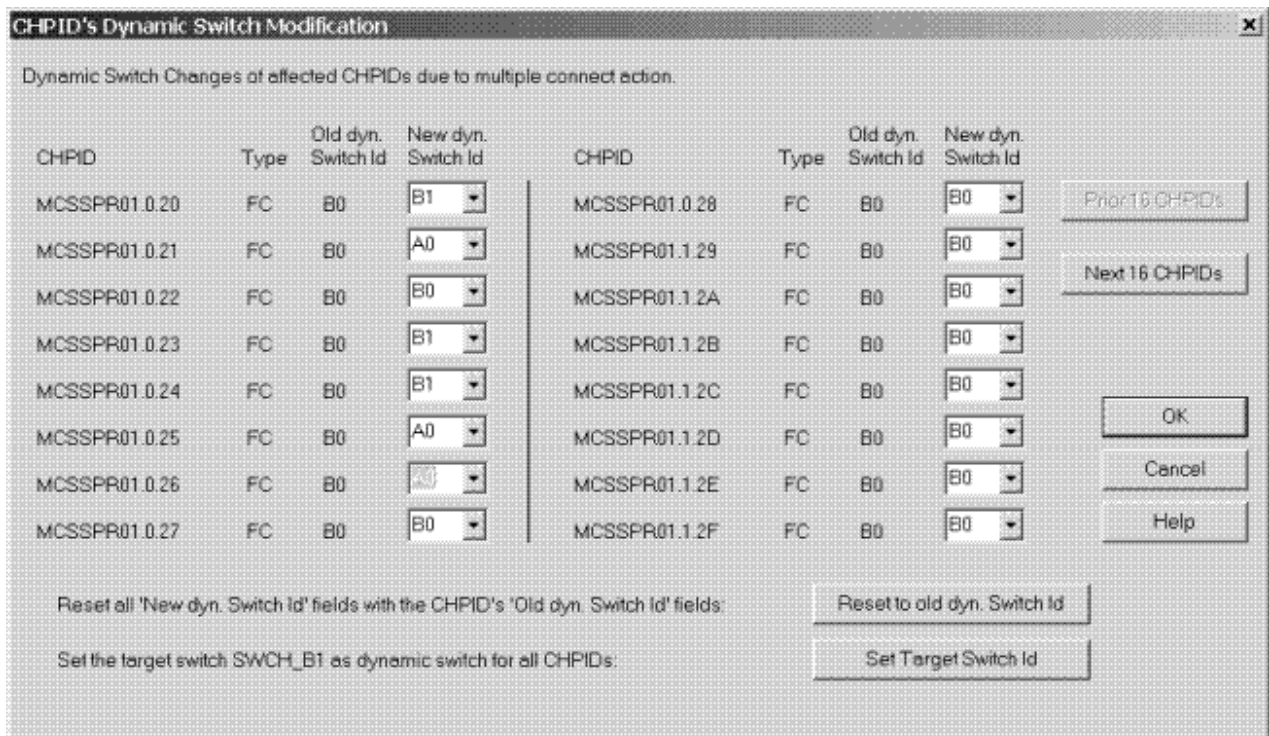 CHPID's Dynamic Switch Modification
Dynamic Switch Changes of affected CHPIDs due to multiple connect action.
CHPID Type Old dyn. Switch Id New dyn. Switch Id CHPID Type Old dyn. Switch Id New dyn. Switch Id
MCSSPR01.0.20 FC B0 B1 MCSSPR01.0.28 FC B0 B0 Prior 16 CHPIDs
MCSSPR01.0.21 FC B0 A0 MCSSPR01.1.29 FC B0 B0
Next 16 CHPIDs
MCSSPR01.0.22 FC B0 B0 MCSSPR01.1.2A FC B0 B0
MCSSPR01.0.23 FC B0 B1 MCSSPR01.1.2B FC B0 B0
MCSSPR01.0.24 FC B0 B1 MCSSPR01.1.2C FC B0 B0
OK
MCSSPR01.0.25 FC B0 A0 MCSSPR01.1.2D FC B0 B0
Cancel
MCSSPR01.0.26 FC B0 MCSSPR01.1.2E FC B0 B0
Help
MCSSPR01.0.27 FC B0 B0 MCSSPR01.1.2F FC B0 B0
Reset all 'New dyn. Switch Id' fields with the CHPID's 'Old dyn. Switch Id' fields: Reset to old dyn. Switch Id
Set the target switch SWCH_B1 as dynamic switch for all CHPIDs: Set Target Switch Id